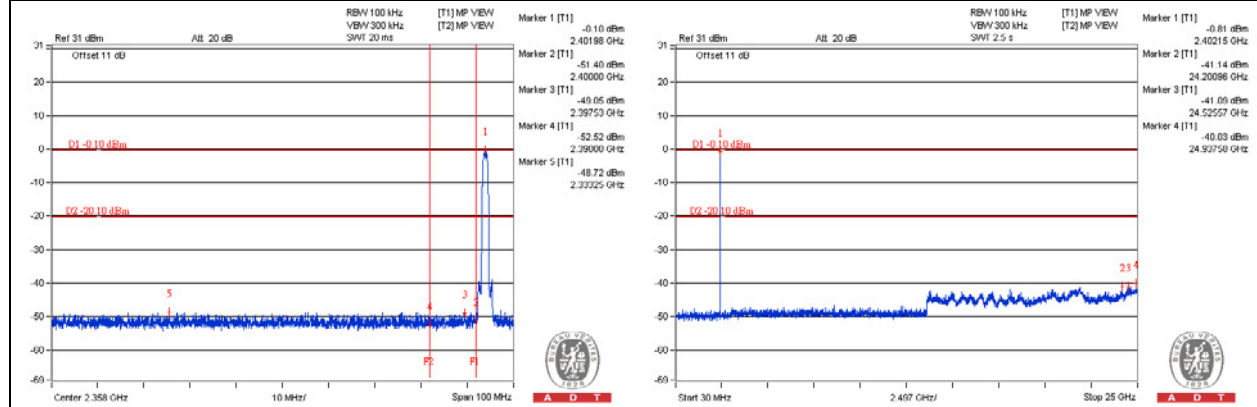 RBW 100 kHz [T1] MP VIEW
VBW 300 kHz [T2] MP VIEW
Ref 31 dBm Att 20 dB SWT 20 ms
Offset 11 dB
31
20
10
0
-10
-20
-30
-40
-50
-60
-69
D1 -0.10 dBm
D2 -20.10 dBm
1
5
3
4
2
F2
F1
Center 2.358 GHz 10 MHz/ Span 100 MHz
Marker 1 [T1]
-0.10 dBm
2.40198 GHz
Marker 2 [T1]
-51.40 dBm
2.40000 GHz
Marker 3 [T1]
-49.05 dBm
2.39753 GHz
Marker 4 [T1]
-52.52 dBm
2.39000 GHz
Marker 5 [T1]
-48.72 dBm
2.33325 GHz
BUREAU VERITAS
1828
A D T
RBW 100 kHz [T1] MP VIEW
VBW 300 kHz [T2] MP VIEW
Ref 31 dBm Att 20 dB SWT 2.5 s
Offset 11 dB
31
20
10
0
-10
-20
-30
-40
-50
-60
-69
D1 -0.10 dBm
D2 -20.10 dBm
1
2 3 4
Start 30 MHz 2.497 GHz/ Stop 25 GHz
Marker 1 [T1]
-0.81 dBm
2.40215 GHz
Marker 2 [T1]
-41.14 dBm
24.20096 GHz
Marker 3 [T1]
-41.09 dBm
24.52557 GHz
Marker 4 [T1]
-40.03 dBm
24.93758 GHz
BUREAU VERITAS
1828
A D T